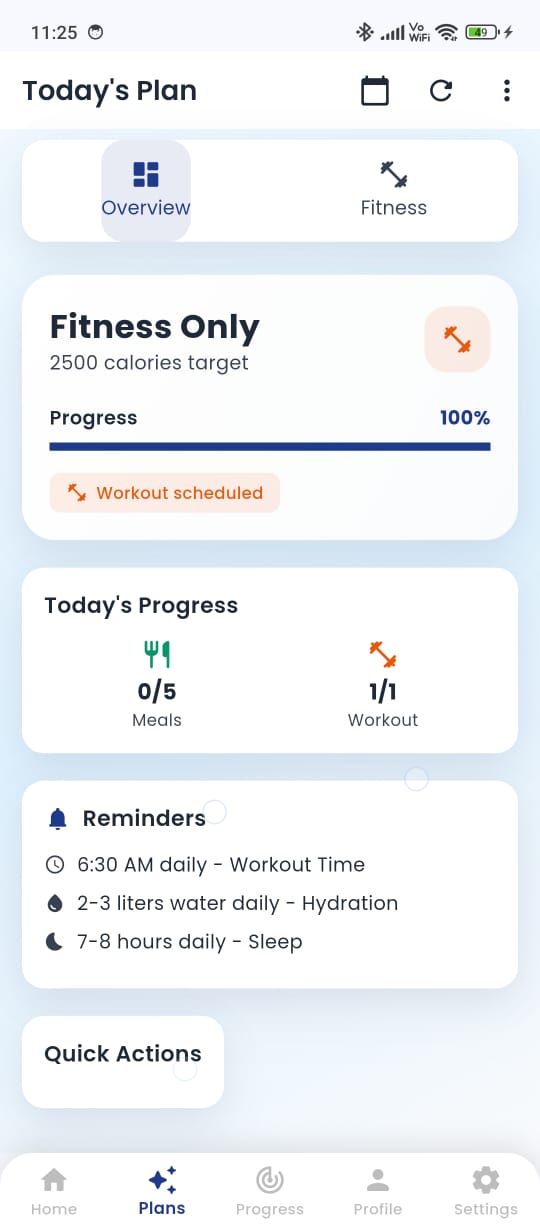 11:25
Vo
WiFi
49
Today's Plan
Overview
Fitness
Fitness Only
2500 calories target
Progress
100%
Workout scheduled
Today's Progress
0/5
1/1
Meals
Workout
Reminders
6:30 AM daily - Workout Time
2-3 liters water daily - Hydration
7-8 hours daily - Sleep
Quick Actions
Home
Plans
Progress
Profile
Settings